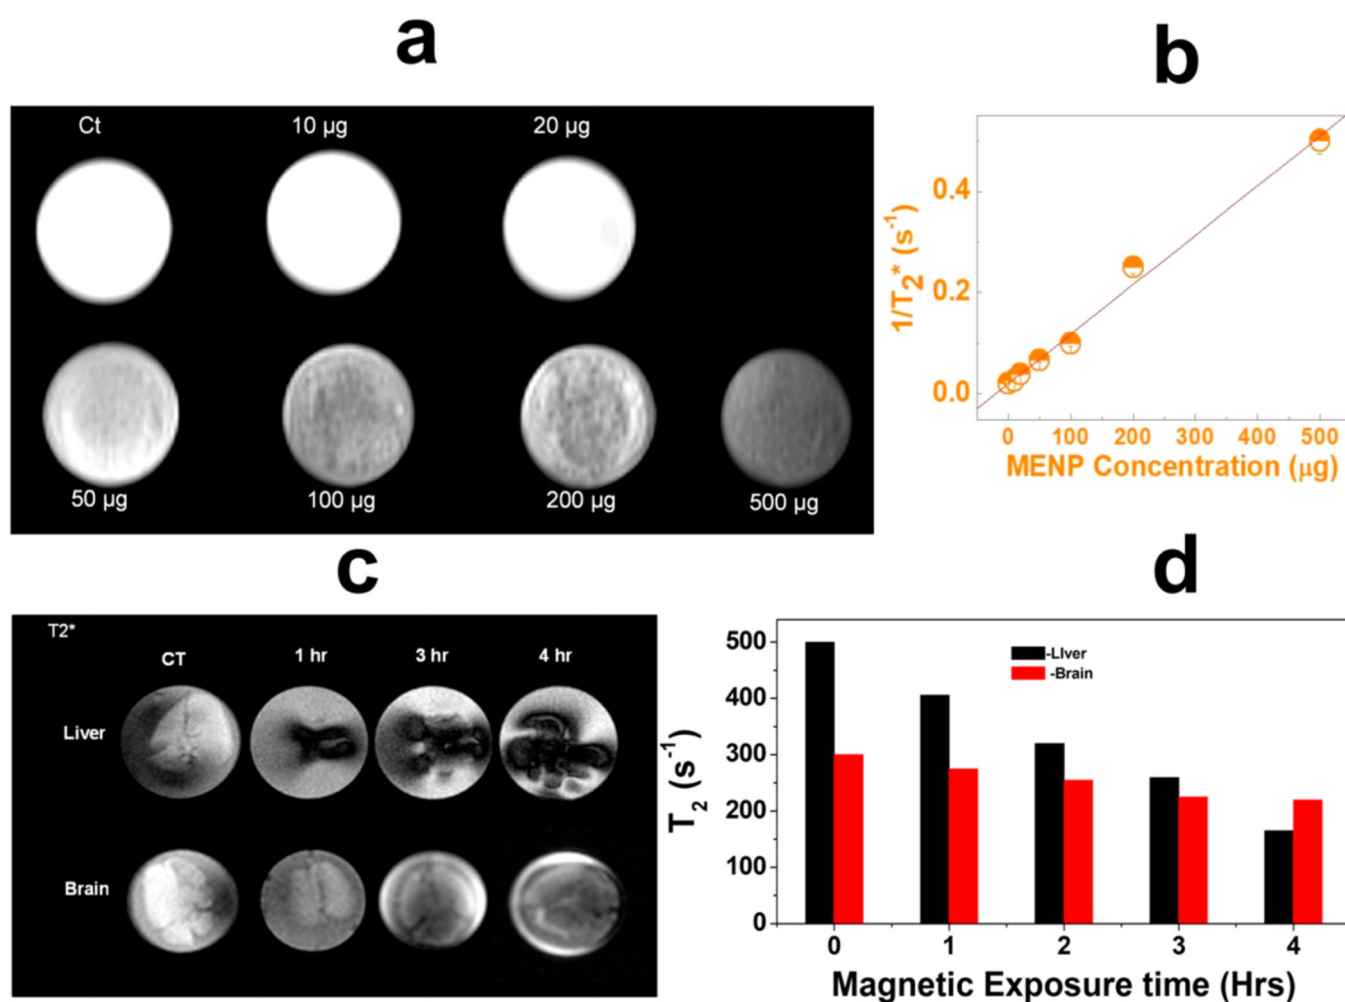 a
Ct 10 µg 20 µg
50 µg 100 µg 200 µg 500 µg
b
1/T2* (s-1)
0.4
0.2
0.0
0 100 200 300 400 500
MENP Concentration (µg)
c
T2*
CT 1 hr 3 hr 4 hr
Liver
Brain
d
T2 (s-1)
500
400
300
200
100
0
-LIver
-Brain
0 1 2 3 4
Magnetic Exposure time (Hrs)